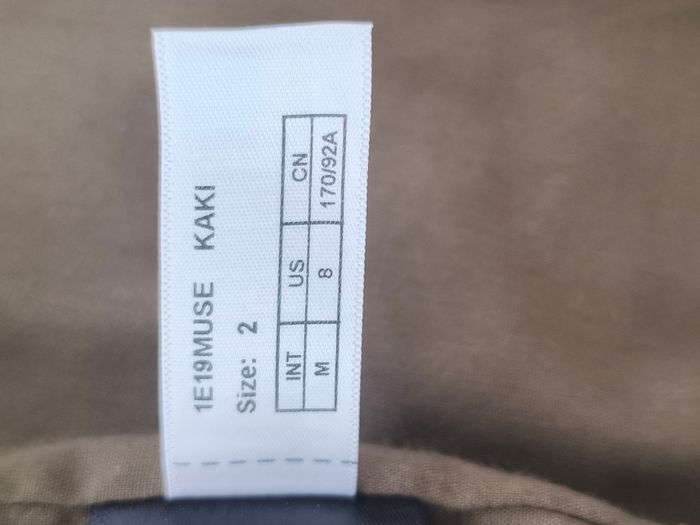 1E19MUSE KAKI
Size: 2
INT US CN
M 8 170/92A